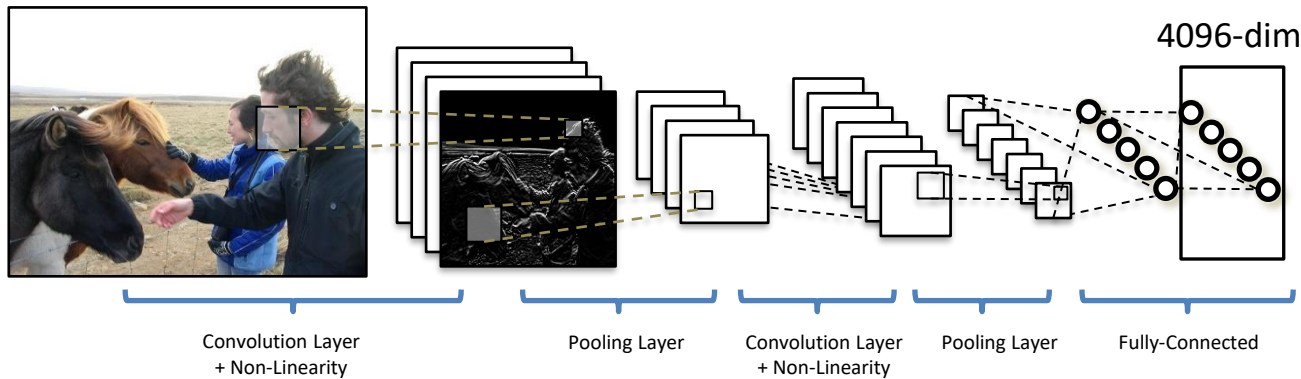 4096-dim
Convolution Layer
+ Non-Linearity
Pooling Layer
Convolution Layer
+ Non-Linearity
Pooling Layer
Fully-Connected